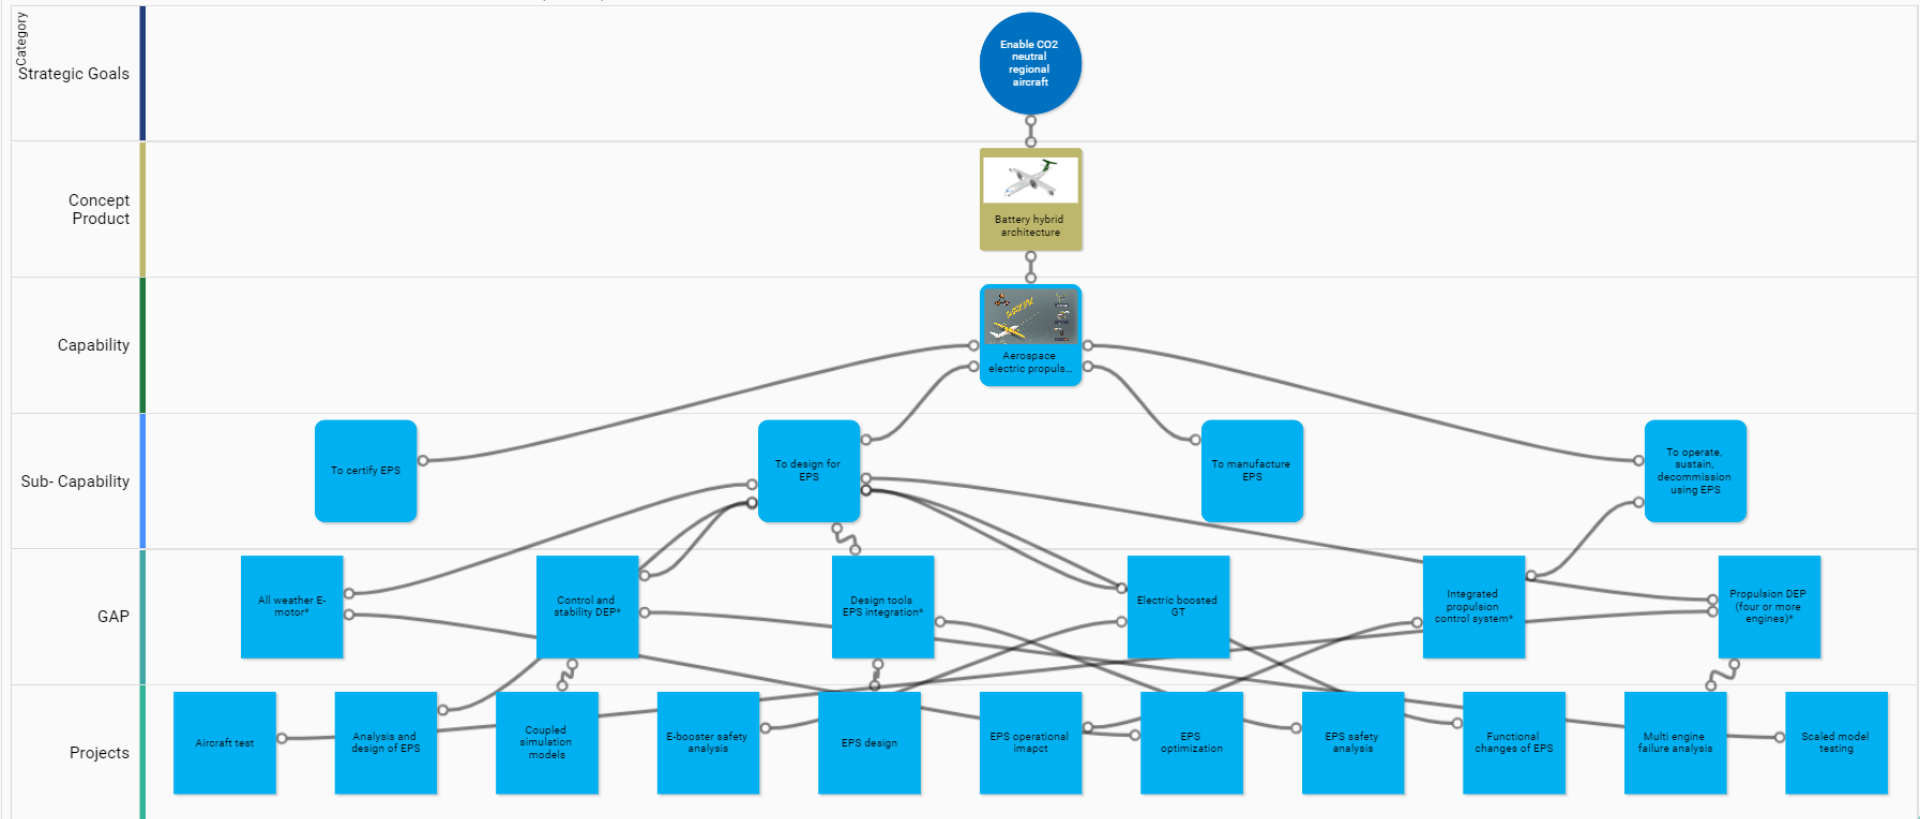 Category
Strategic Goals
Enable CO2
neutral
regional
aircraft
Concept
Product
Battery hybrid
architecture
Capability
Aerospace
electric propuls...
Sub- Capability
To certify EPS
To design for
EPS
To manufacture
EPS
To operate,
sustain,
decommission
using EPS
GAP
All weather E-
motor*
Control and
stability DEP*
Design tools
EPS integration*
Electric boosted
GT
Integrated
propulsion
control system*
Propulsion DEP
(four or more
engines)*
Projects
Aircraft test
Analysis and
design of EPS
Coupled
simulation
models
E-booster safety
analysis
EPS design
EPS operational
imapct
EPS
optimization
EPS safety
analysis
Functional
changes of EPS
Multi engine
failure analysis
Scaled model
testing